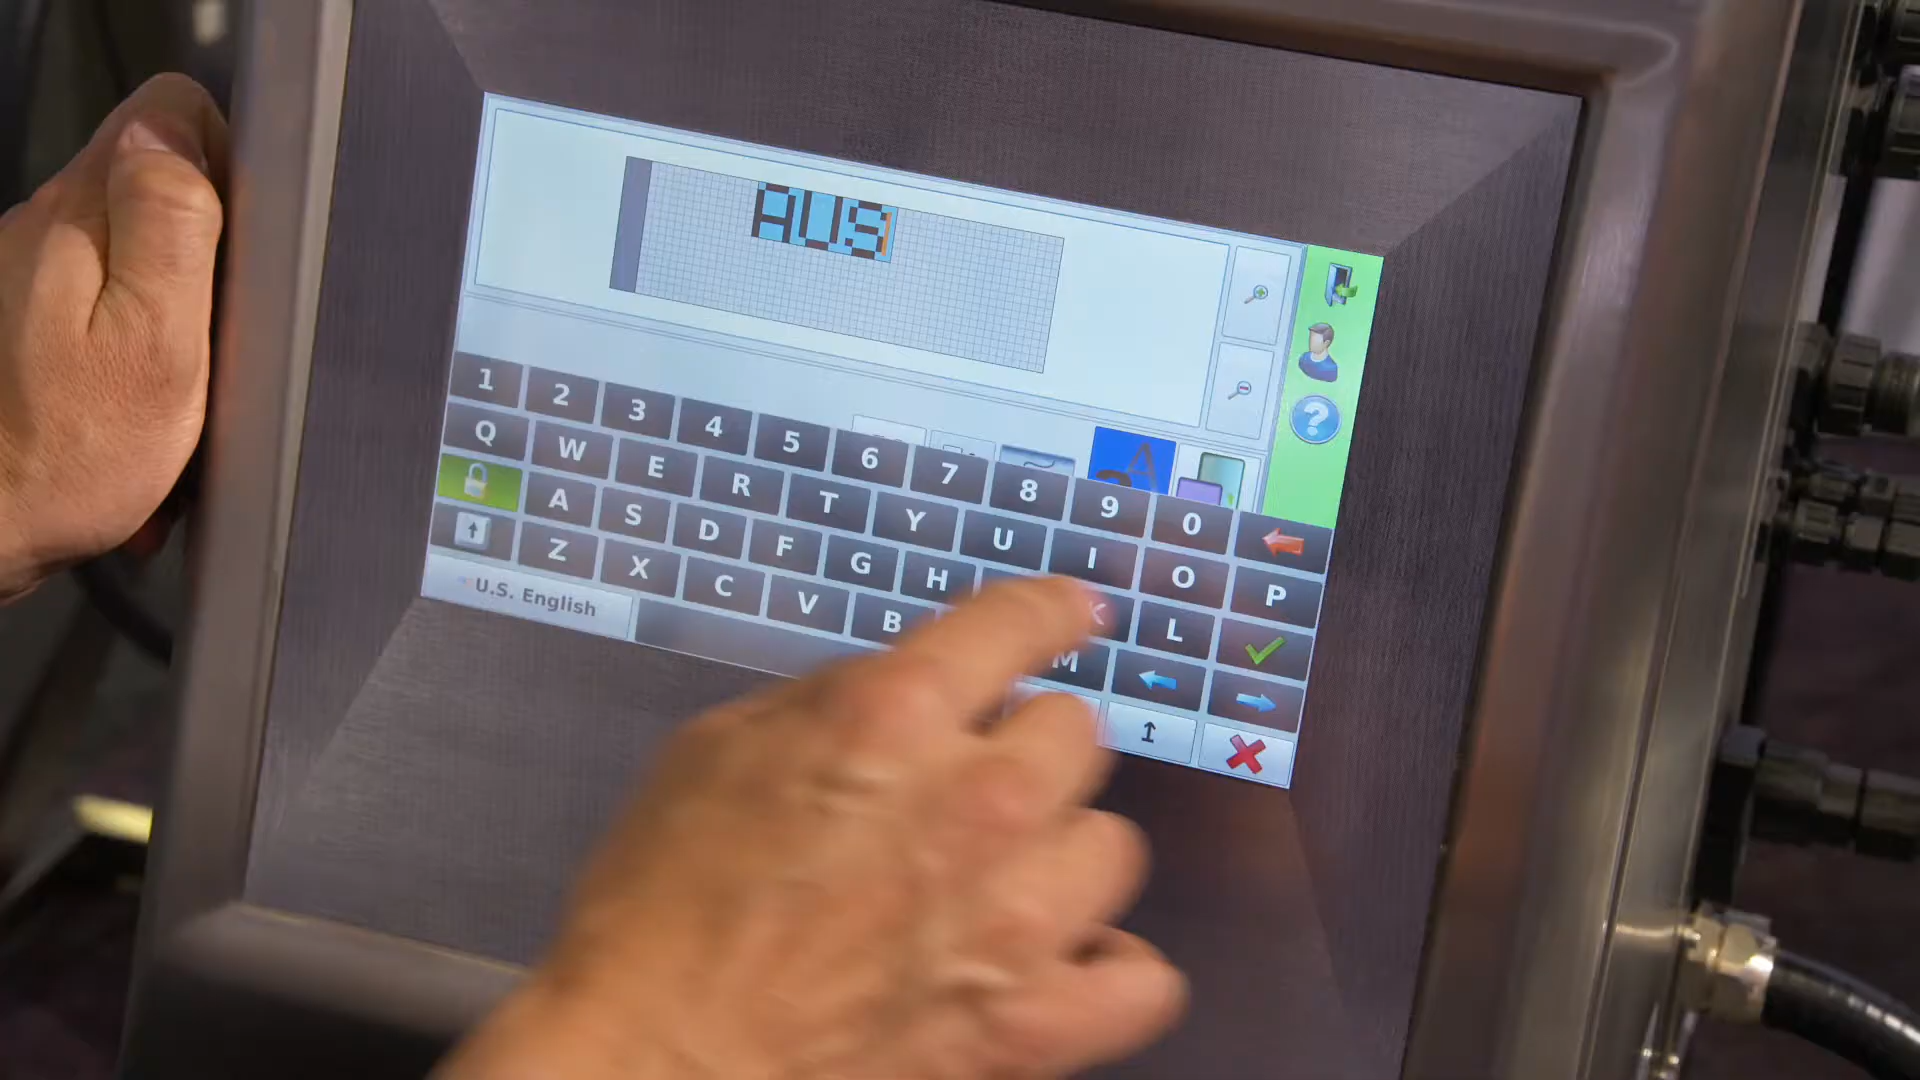 AUS
1 2 3 4 5 6 7 8 9 0
Q W E R T Y U I O P
A S D F G H K L
Z X C V B M
U.S. English
?